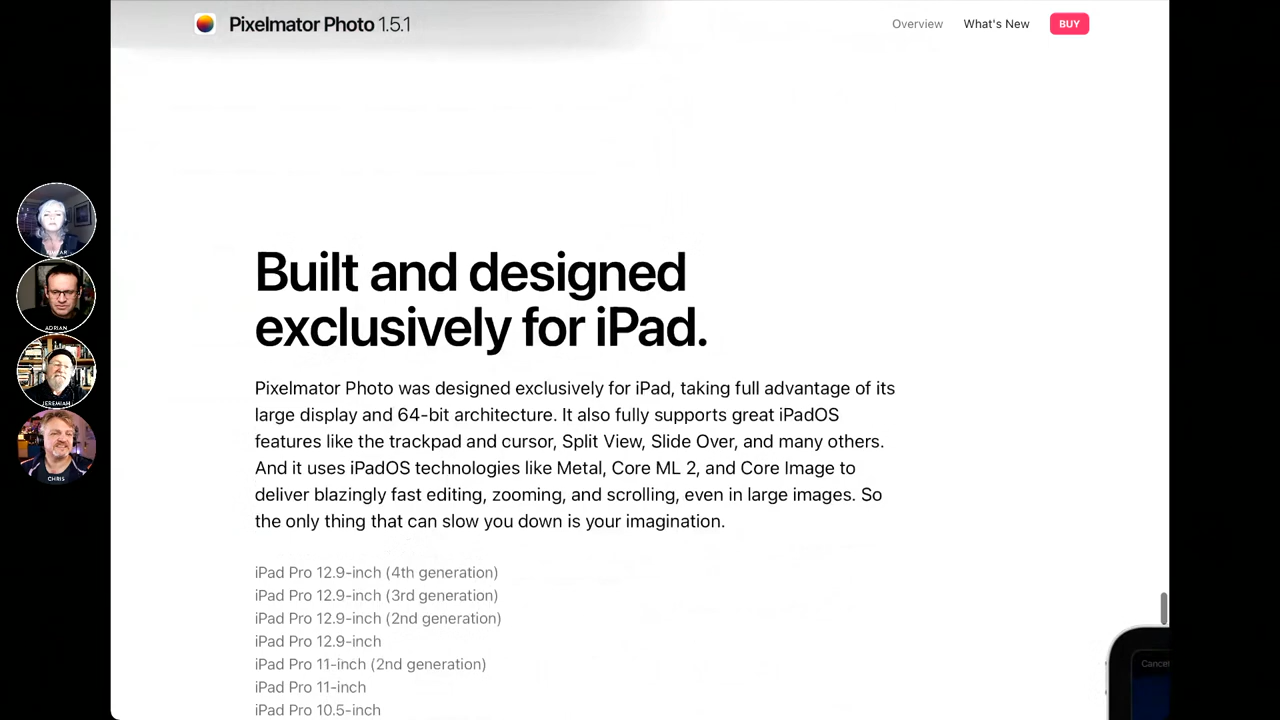 Pixelmator Photo 1.5.1
Overview
What's New
BUY
Built and designed
exclusively for iPad.
Pixelmator Photo was designed exclusively for iPad, taking full advantage of its
large display and 64-bit architecture. It also fully supports great iPadOS
features like the trackpad and cursor, Split View, Slide Over, and many others.
And it uses iPadOS technologies like Metal, Core ML 2, and Core Image to
deliver blazingly fast editing, zooming, and scrolling, even in large images. So
the only thing that can slow you down is your imagination.
iPad Pro 12.9-inch (4th generation)
iPad Pro 12.9-inch (3rd generation)
iPad Pro 12.9-inch (2nd generation)
iPad Pro 12.9-inch
iPad Pro 11-inch (2nd generation)
iPad Pro 11-inch
iPad Pro 10.5-inch
ADRIAN
JEREMIAH
CHRIS
Cancel